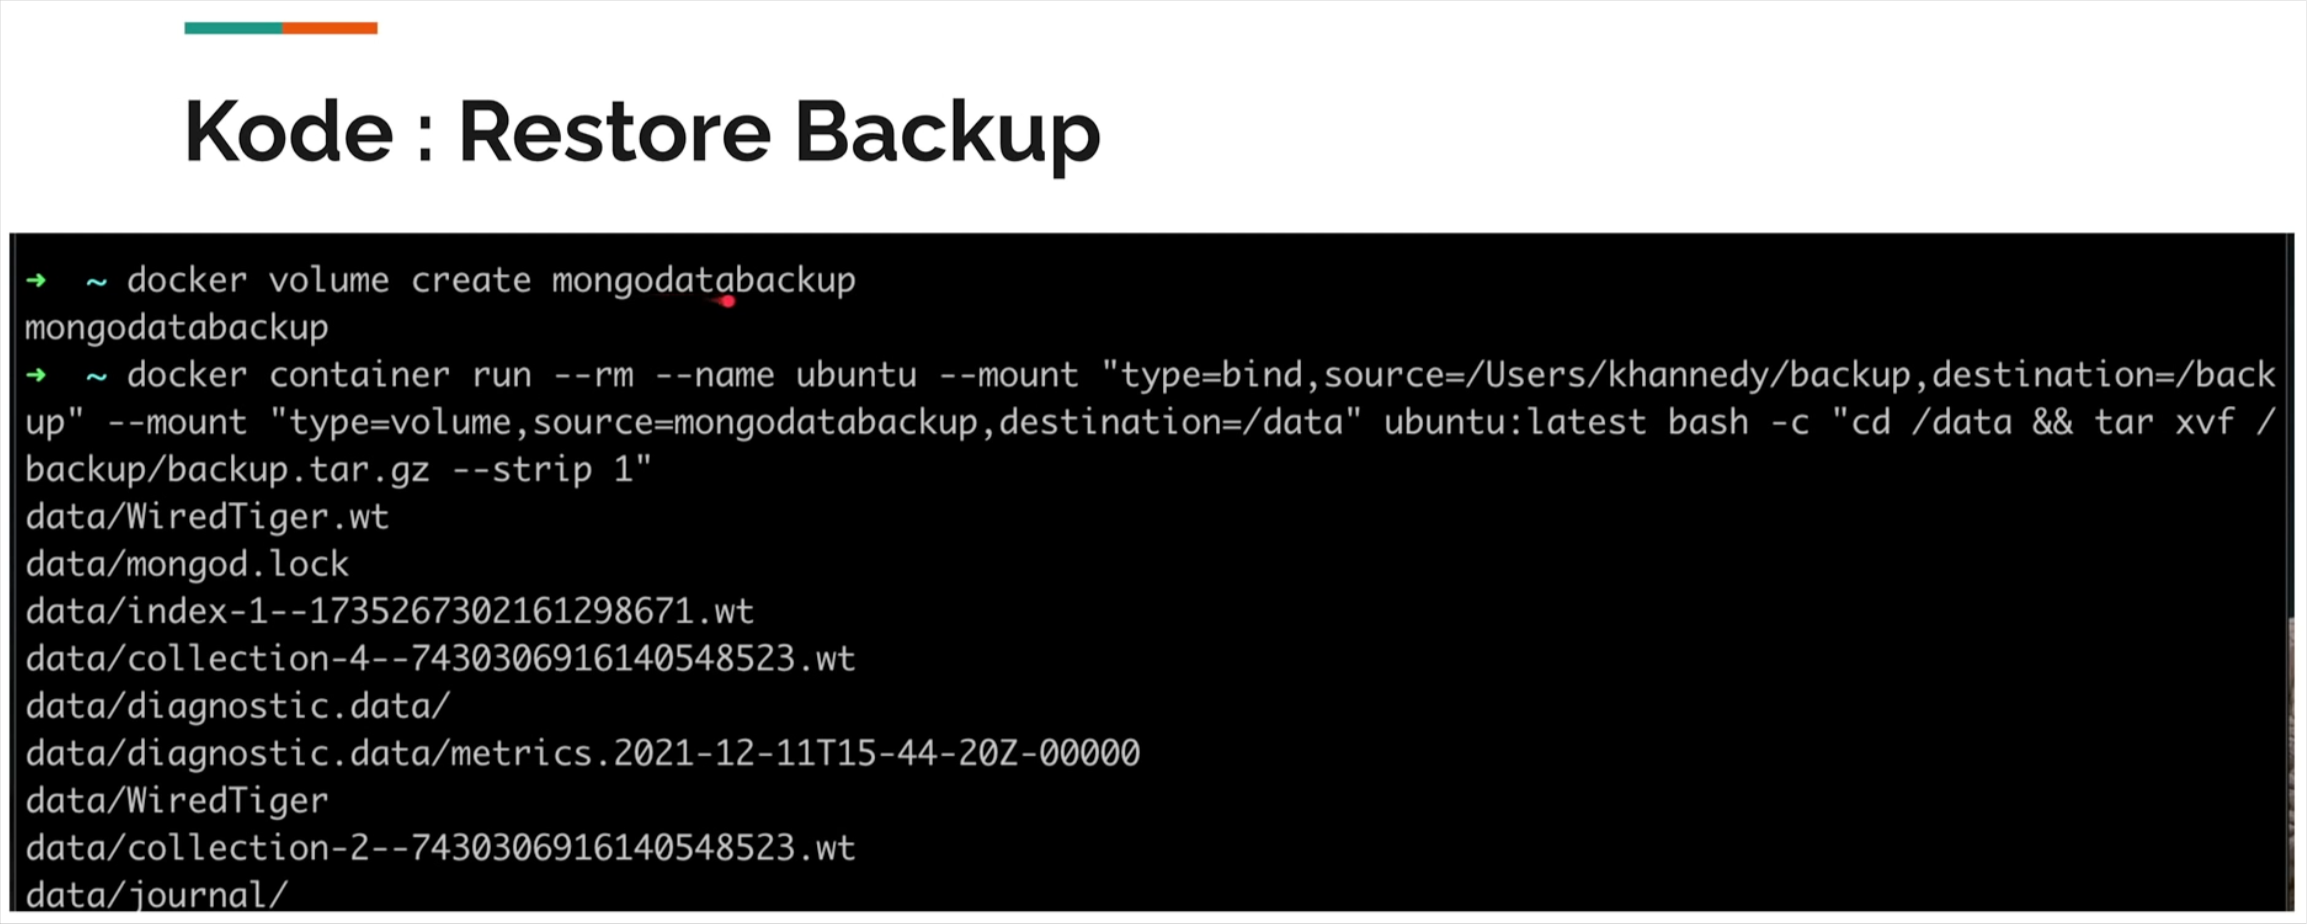 Kode : Restore Backup
➜  ~ docker volume create mongodatabackup
mongodatabackup
➜  ~ docker container run --rm --name ubuntu --mount "type=bind,source=/Users/khannedy/backup,destination=/back
up" --mount "type=volume,source=mongodatabackup,destination=/data" ubuntu:latest bash -c "cd /data && tar xvf /
backup/backup.tar.gz --strip 1"
data/WiredTiger.wt
data/mongod.lock
data/index-1--1735267302161298671.wt
data/collection-4--7430306916140548523.wt
data/diagnostic.data/
data/diagnostic.data/metrics.2021-12-11T15-44-20Z-00000
data/WiredTiger
data/collection-2--7430306916140548523.wt
data/journal/